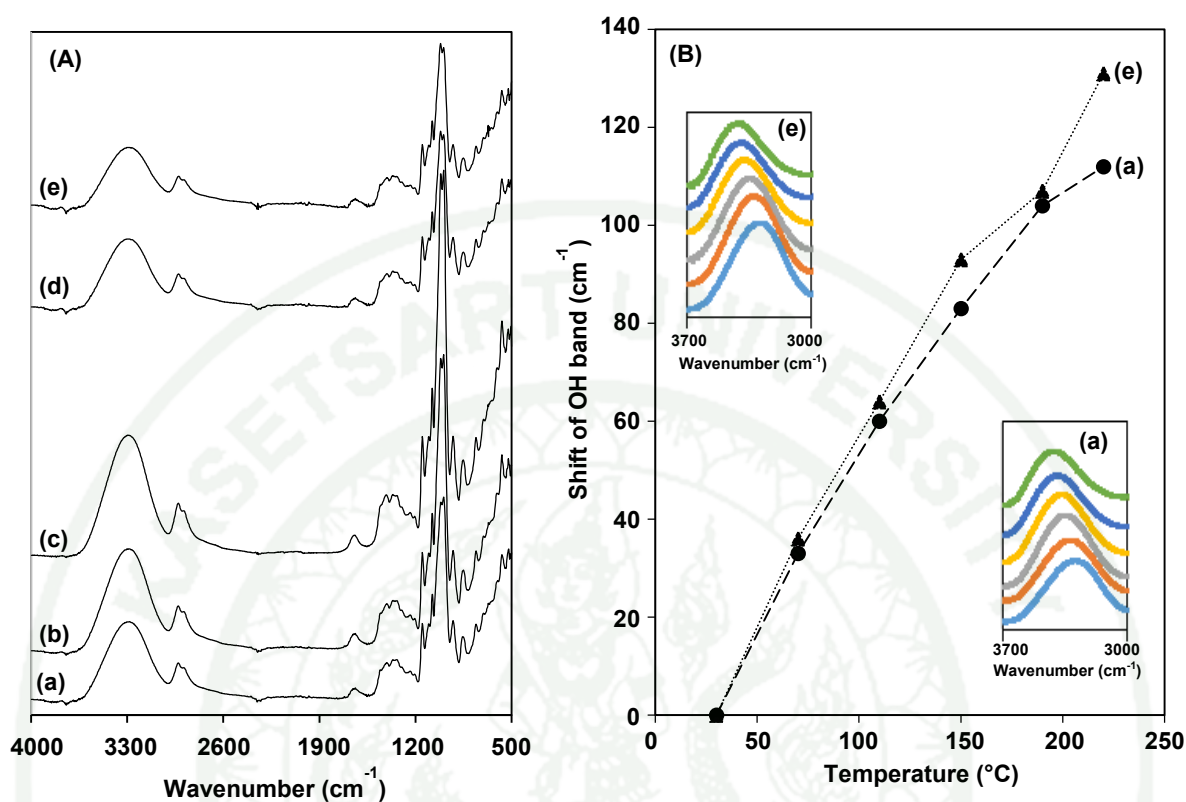 (A)
(e)
(d)
(c)
(b)
(a)
4000 3300 2600 1900 1200 500
Wavenumber (cm-1)
(B)
140
120
100
80
60
40
20
0
Shift of OH band (cm-1)
(e)
(a)
(e)
3700 3000
Wavenumber (cm-1)
(a)
3700 3000
Wavenumber (cm-1)
0 50 100 150 200 250
Temperature (°C)
KASETSART UNIVERSITY